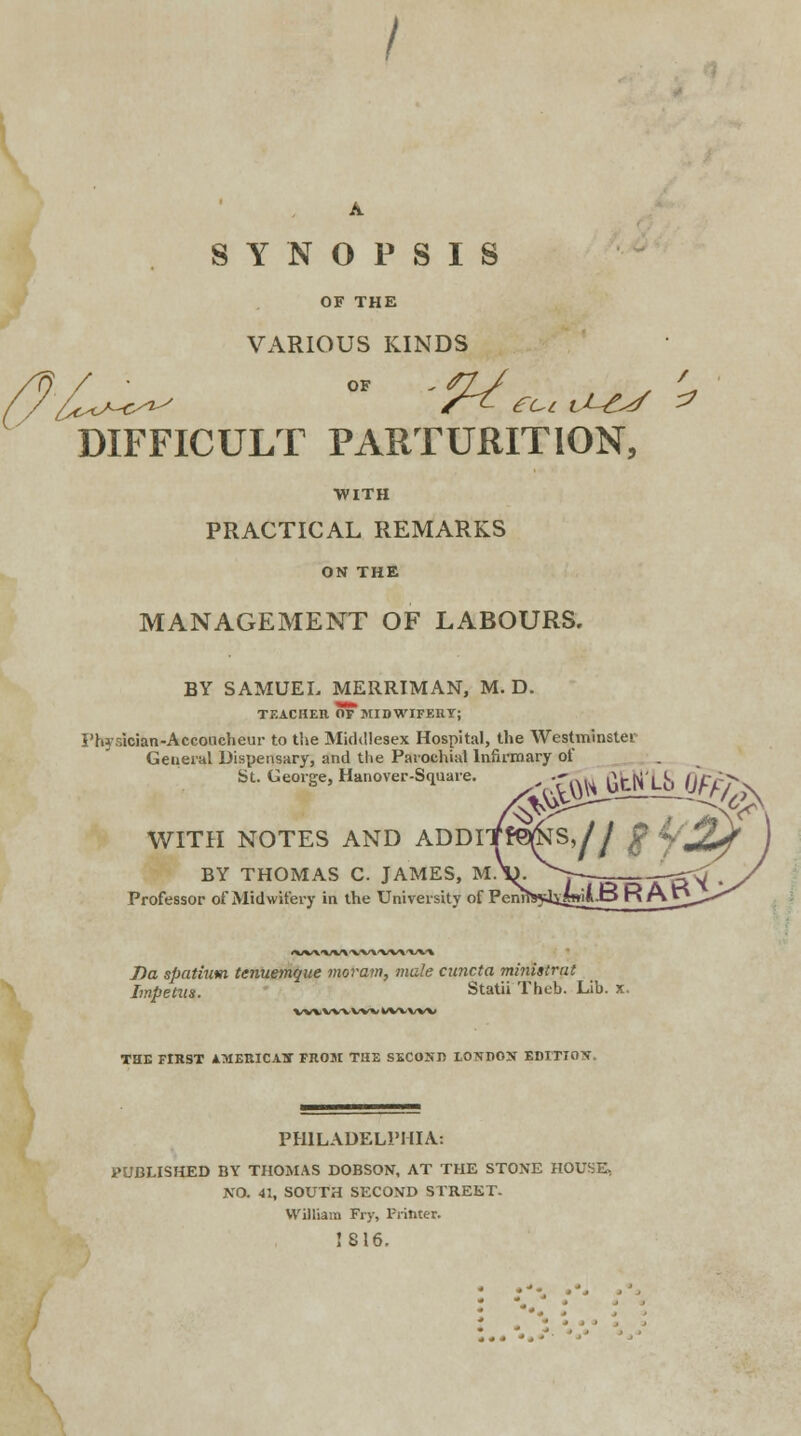 A
SYNOPSIS
OF THE
VARIOUS KINDS
OF
DIFFICULT PARTURITION,
WITH
PRACTICAL REMARKS
ON THE
MANAGEMENT OF LABOURS.
BY SAMUEL MERRIMAN, M. D.
TEACHER OF MIDWIFERY;
Physician-Accoucheur to the Middlesex Hospital, the Westminster
General Dispensary, and the Parochial Infirmary of
St. George, Hanover-Square.
GEN'LS OFFICE
WITH NOTES AND ADDITIONS,
BY THOMAS C. JAMES, M. D.
Professor of Midwifery in the University of Pennsylvania.
LIBRARY.
Da spatium tenuemque moram, male cuncta ministrat
Impetus. Statii Theb. Lib. x.
THE FIRST AMERICAN FROM THE SECOND LONDON EDITION.
PHILADELPHIA:
PUBLISHED BY THOMAS DOBSON, AT THE STONE HOUSE,
NO. 41, SOUTH SECOND STREET.
William Fry, Printer.
1816.